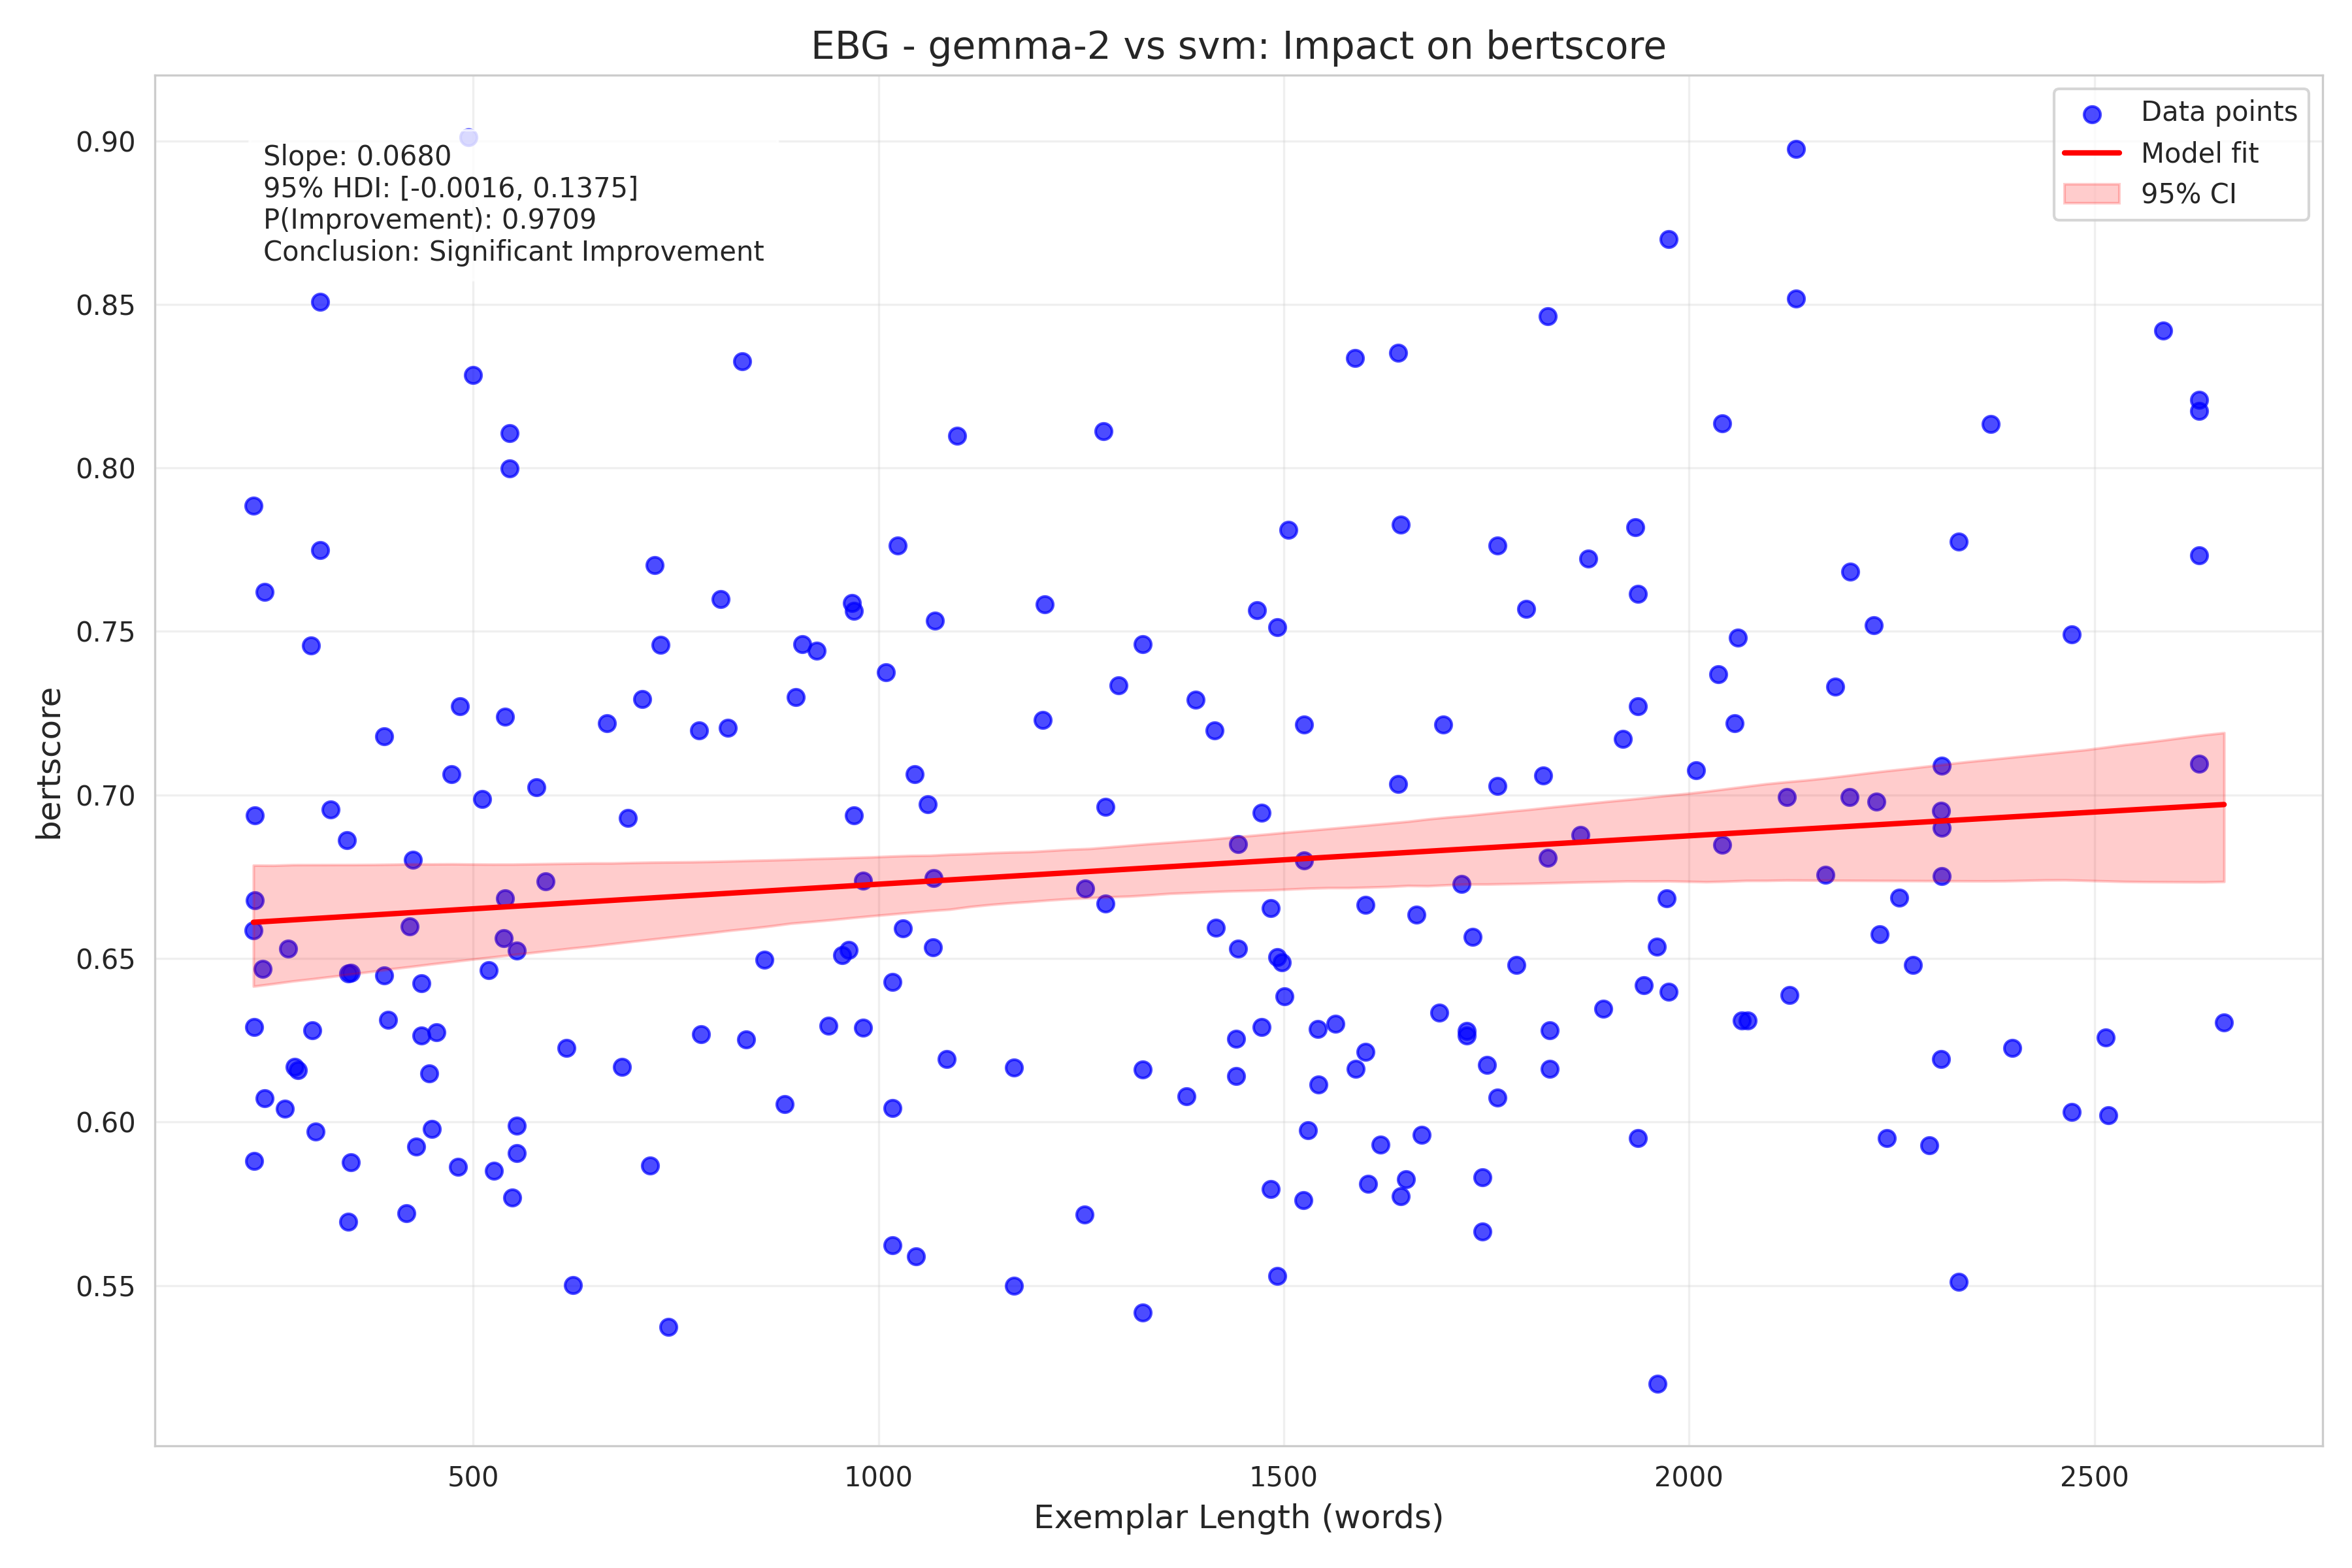 EBG - gemma-2 vs svm: Impact on bertscore
Data points
Model fit
95% CI
Slope: 0.0680
95% HDI: [-0.0016, 0.1375]
P(Improvement): 0.9709
Conclusion: Significant Improvement
bertscore
0.90
0.85
0.80
0.75
0.70
0.65
0.60
0.55
500
1000
1500
2000
2500
Exemplar Length (words)